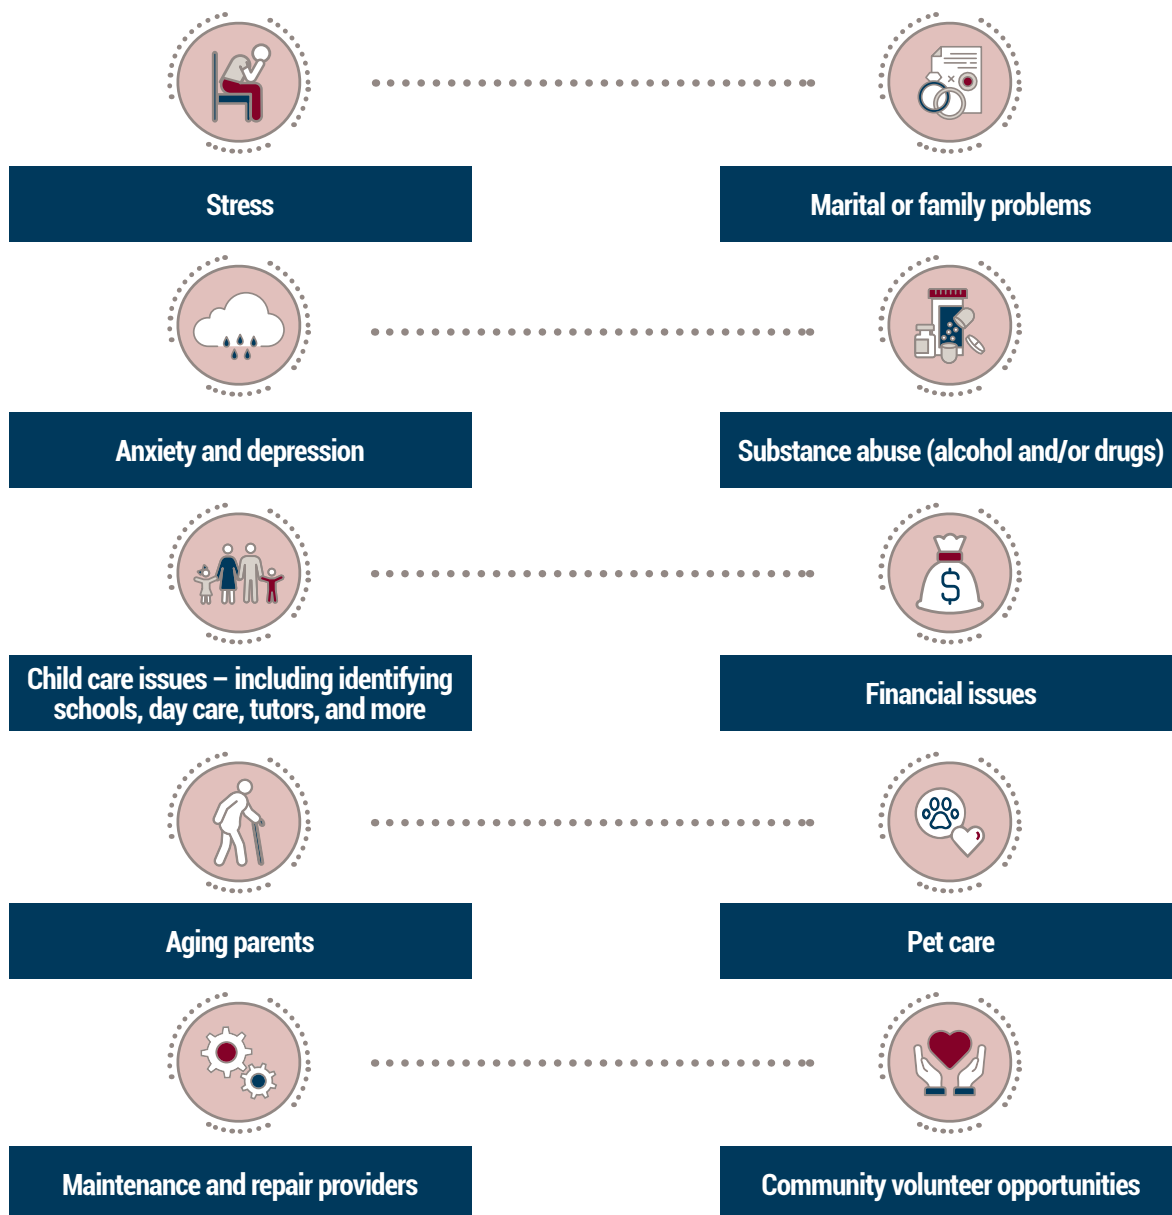 Stress
Marital or family problems
Anxiety and depression
Substance abuse (alcohol and/or drugs)
Child care issues – including identifying
schools, day care, tutors, and more
$
Financial issues
Aging parents
Pet care
Maintenance and repair providers
Community volunteer opportunities